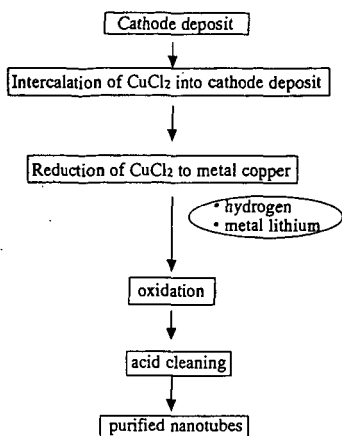 Cathode deposit
Intercalation of CuCl2 into cathode deposit
Reduction of CuCl2 to metal copper
• hydrogen
• metal lithium
oxidation
acid cleaning
purified nanotubes